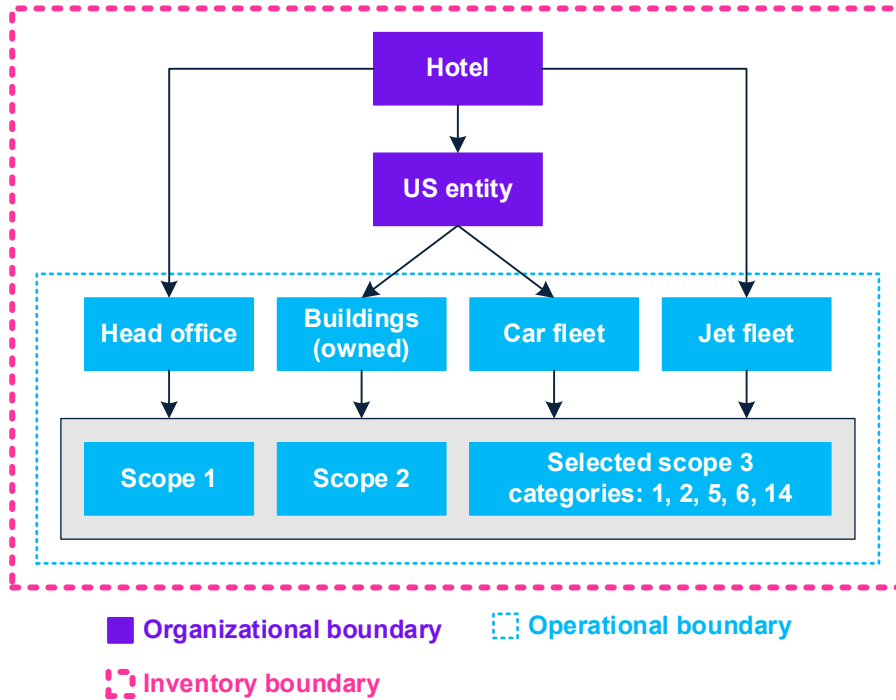 Hotel
US entity
Head office
Buildings
(owned)
Car fleet
Jet fleet
Scope 1
Scope 2
Selected scope 3
categories: 1, 2, 5, 6, 14
Organizational boundary
Operational boundary
Inventory boundary